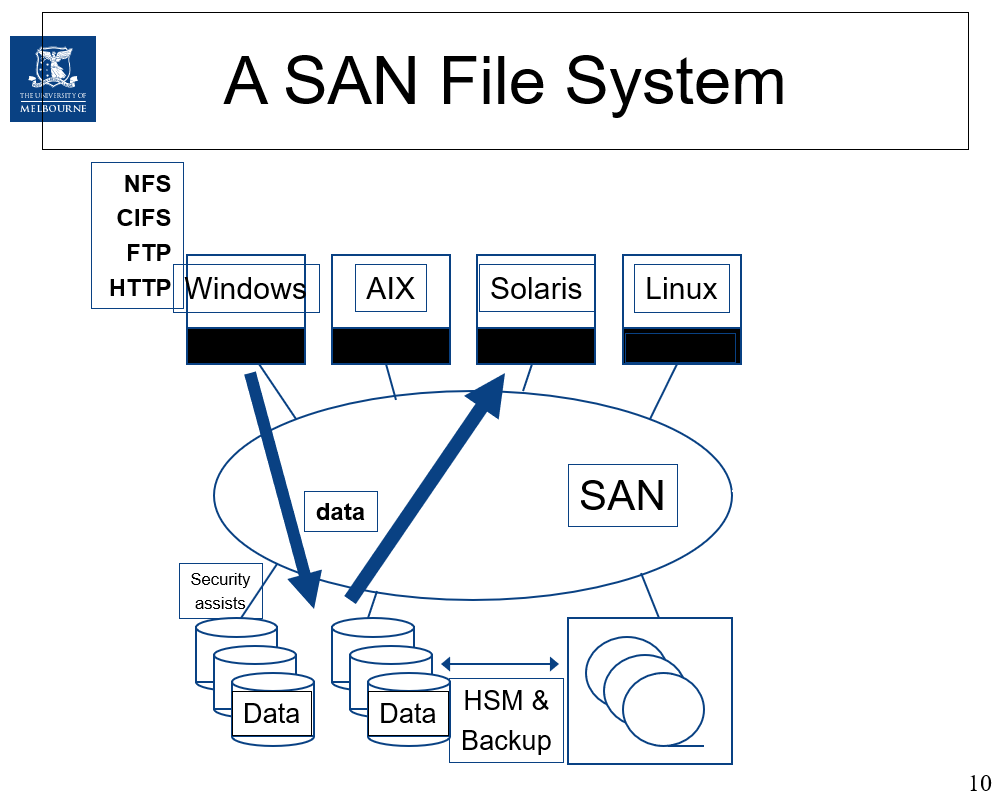 THE UNIVERSITY OF
MELBOURNE
A SAN File System
NFS
CIFS
FTP
HTTP
Windows
AIX
Solaris
Linux
SAN
data
Security
assists
Data
Data
HSM &
Backup
10